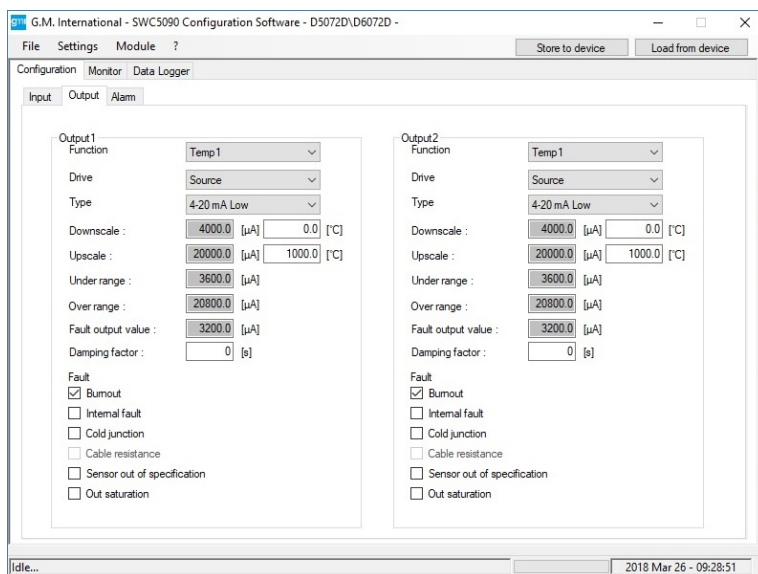 gmi G.M. International - SWC5090 Configuration Software - D5072D\D6072D -
File Settings Module ? Store to device Load from device
Configuration Monitor Data Logger
Input Output Alarm
Output1
Function Temp1
Drive Source
Type 4-20 mA Low
Downscale : 4000.0 [µA] 0.0 [°C]
Upscale : 20000.0 [µA] 1000.0 [°C]
Under range : 3600.0 [µA]
Over range : 20800.0 [µA]
Fault output value : 3200.0 [µA]
Damping factor : 0 [s]
Fault
Burnout
Internal fault
Cold junction
Cable resistance
Sensor out of specification
Out saturation
Output2
Function Temp1
Drive Source
Type 4-20 mA Low
Downscale : 4000.0 [µA] 0.0 [°C]
Upscale : 20000.0 [µA] 1000.0 [°C]
Under range : 3600.0 [µA]
Over range : 20800.0 [µA]
Fault output value : 3200.0 [µA]
Damping factor : 0 [s]
Fault
Burnout
Internal fault
Cold junction
Cable resistance
Sensor out of specification
Out saturation
Idle... 2018 Mar 26 - 09:28:51